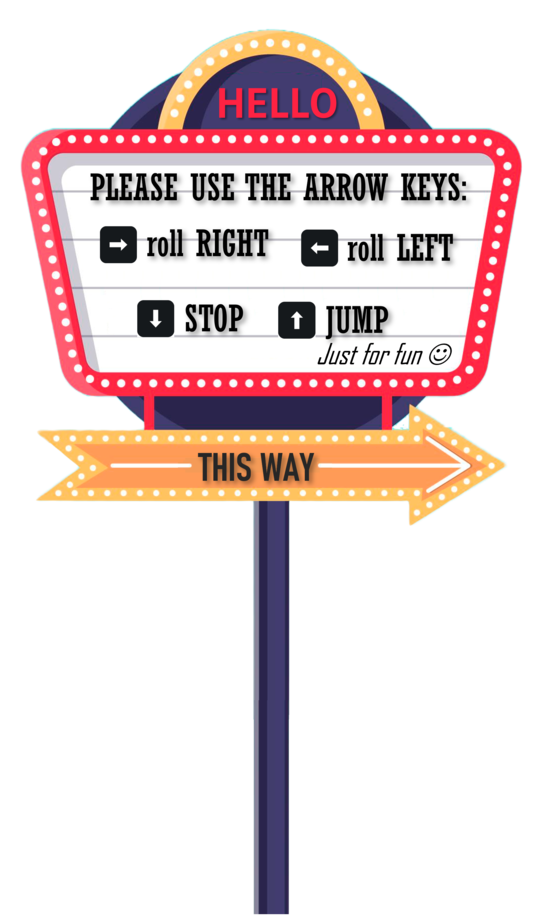 HELLO
PLEASE USE THE ARROW KEYS:
→ roll RIGHT ← roll LEFT
↓ STOP ↑ JUMP
Just for fun ☺
THIS WAY